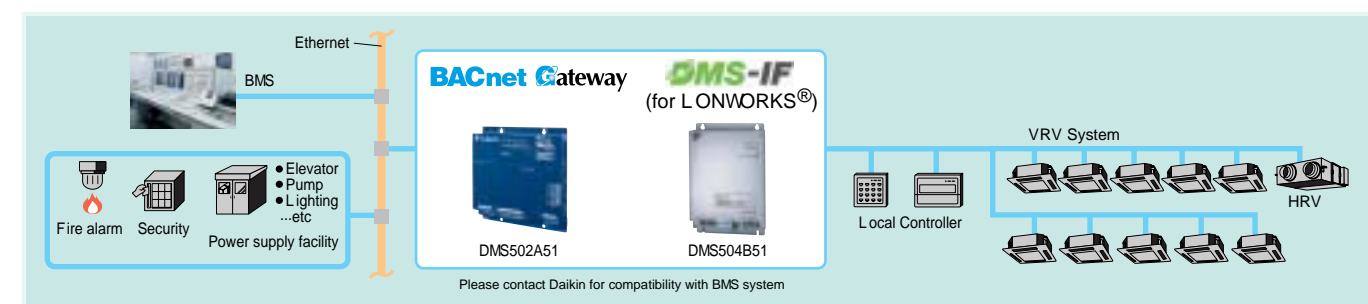 Ethernet
BMS
BACnet Gateway
DMS-IF
(for LONWORKS®)
VRV System
• Elevator
• Pump
• Lighting
...etc
Fire alarm
Security
Power supply facility
DMS502A51
DMS504B51
Local Controller
HRV
Please contact Daikin for compatibility with BMS system